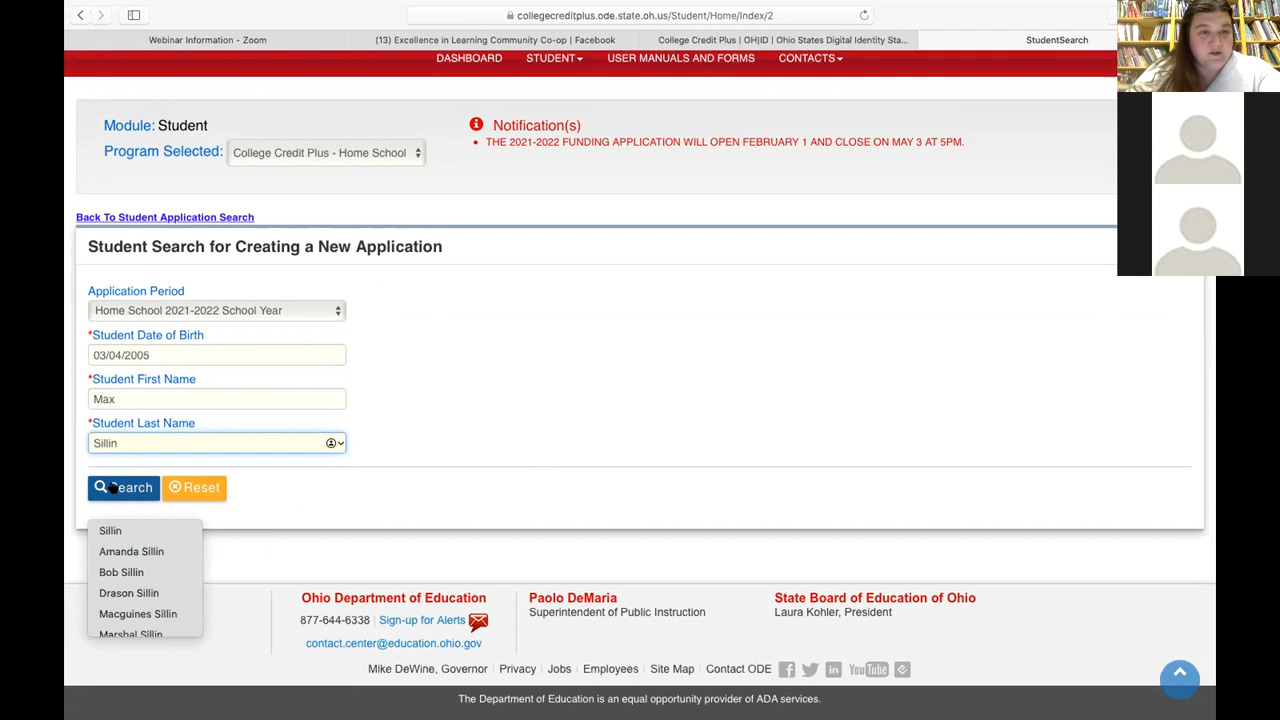 collegecreditplus.ode.state.oh.us/Student/Home/Index/2
Webinar Information - Zoom
(13) Excellence in Learning Community Co-op | Facebook
College Credit Plus | OH|ID | Ohio States Digital Identity Sta...
StudentSearch
DASHBOARD STUDENT USER MANUALS AND FORMS CONTACTS
Module: Student
Program Selected: College Credit Plus - Home School
Notification(s)
• THE 2021-2022 FUNDING APPLICATION WILL OPEN FEBRUARY 1 AND CLOSE ON MAY 3 AT 5PM.
Back To Student Application Search
Student Search for Creating a New Application
Application Period
Home School 2021-2022 School Year
*Student Date of Birth
03/04/2005
*Student First Name
Max
*Student Last Name
Sillin
Search Reset
Sillin
Amanda Sillin
Bob Sillin
Drason Sillin
Macguines Sillin
Marshal Sillin
Ohio Department of Education
877-644-6338 | Sign-up for Alerts
contact.center@education.ohio.gov
Paolo DeMaria
Superintendent of Public Instruction
State Board of Education of Ohio
Laura Kohler, President
Mike DeWine, Governor | Privacy | Jobs | Employees | Site Map | Contact ODE YouTube
The Department of Education is an equal opportunity provider of ADA services.